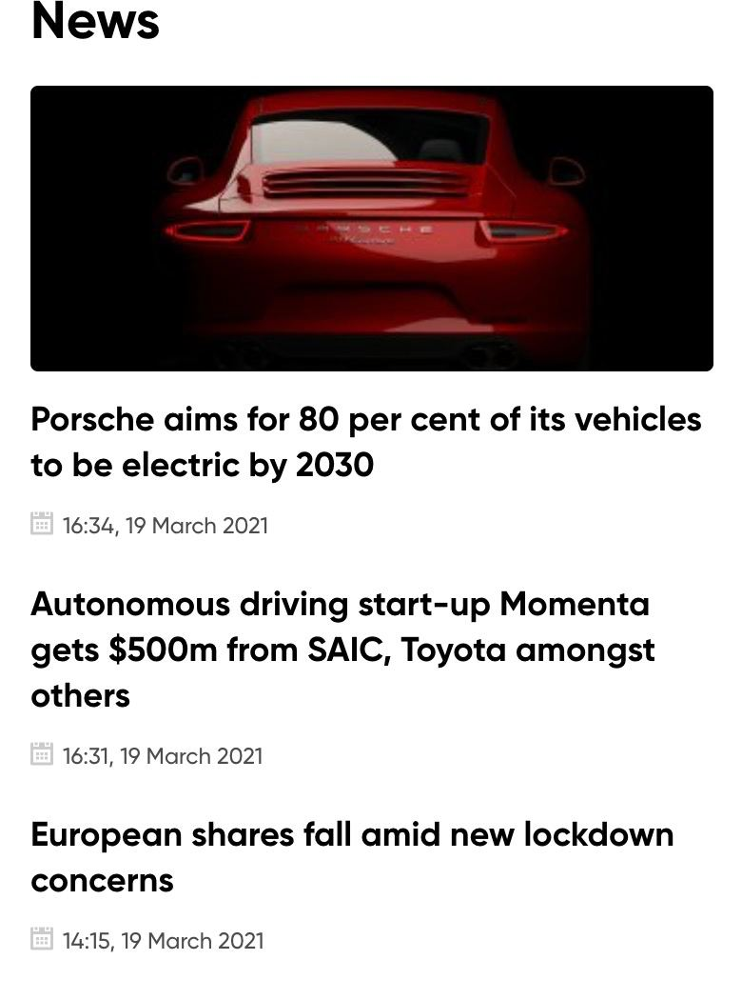 News
PORSCHE
Porsche aims for 80 per cent of its vehicles
to be electric by 2030
16:34, 19 March 2021
Autonomous driving start-up Momenta
gets $500m from SAIC, Toyota amongst
others
16:31, 19 March 2021
European shares fall amid new lockdown
concerns
14:15, 19 March 2021